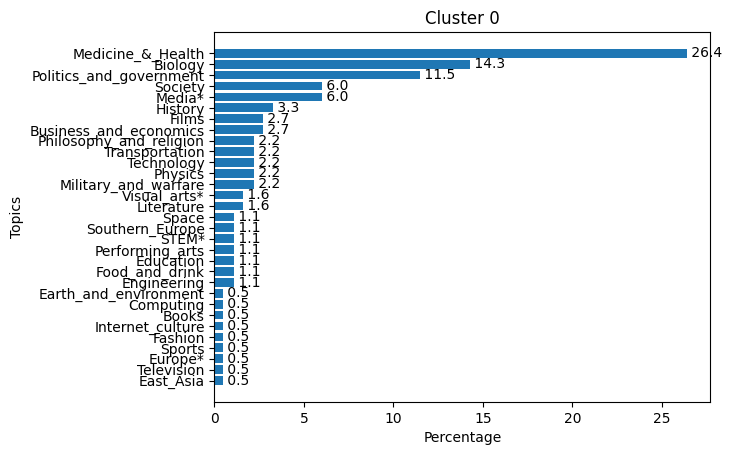 Cluster 0
Topics
Medicine_&_Health 26.4
Biology 14.3
Politics_and_government 11.5
Society 6.0
Media* 6.0
History 3.3
Films 2.7
Business_and_economics 2.7
Philosophy_and_religion 2.2
Transportation 2.2
Technology 2.2
Physics 2.2
Military_and_warfare 2.2
Visual_arts* 1.6
Literature 1.6
Space 1.1
Southern_Europe 1.1
STEM* 1.1
Performing_arts 1.1
Education 1.1
Food_and_drink 1.1
Engineering 1.1
Earth_and_environment 0.5
Computing 0.5
Books 0.5
Internet_culture 0.5
Fashion 0.5
Sports 0.5
Europe* 0.5
Television 0.5
East_Asia 0.5
0 5 10 15 20 25
Percentage